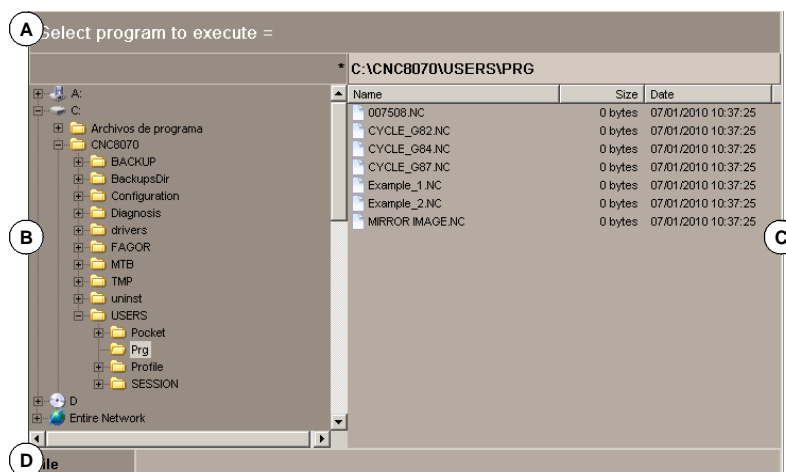 A
Select program to execute =
* C:\CNC8070\USERS\PRG
Name Size Date
A:
C:
Archivos de programa
CNC8070
BACKUP
BackupsDir
Configuration
Diagnosis
drivers
FAGOR
MTB
TMP
uninst
USERS
Pocket
Prg
Profile
SESSION
D
Entire Network
007508.NC 0 bytes 07/01/2010 10:37:25
CYCLE_G82.NC 0 bytes 07/01/2010 10:37:25
CYCLE_G84.NC 0 bytes 07/01/2010 10:37:25
CYCLE_G87.NC 0 bytes 07/01/2010 10:37:25
Example_1.NC 0 bytes 07/01/2010 10:37:25
Example_2.NC 0 bytes 07/01/2010 10:37:25
MIRROR IMAGE.NC 0 bytes 07/01/2010 10:37:25
B
C
D
ile